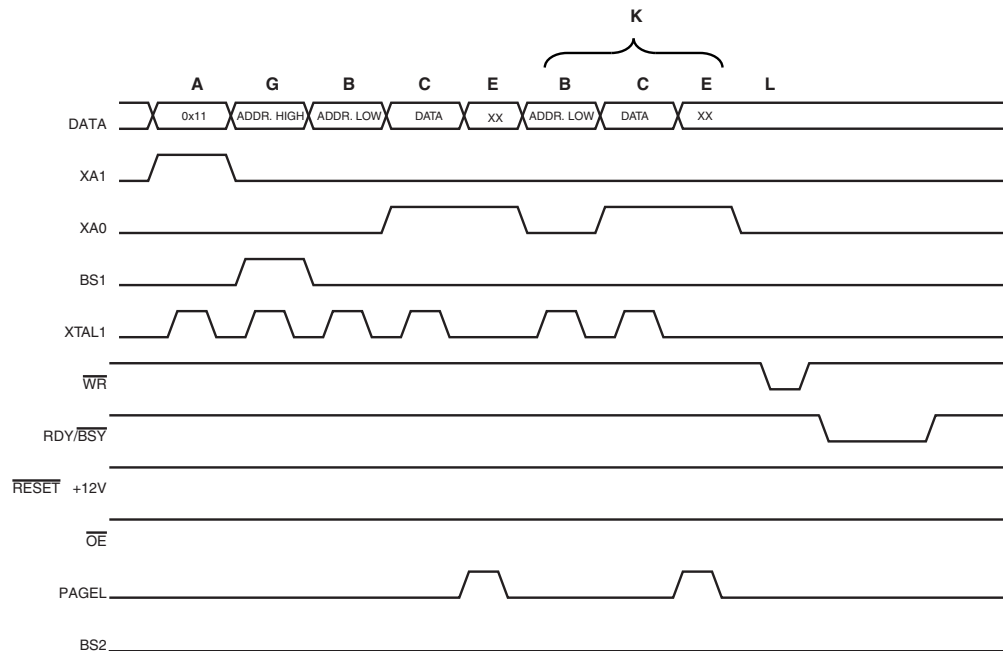 K
A G B C E B C E L
DATA 0x11 ADDR. HIGH ADDR. LOW DATA XX ADDR. LOW DATA XX
XA1
XA0
BS1
XTAL1
WR
RDY/BSY
RESET +12V
OE
PAGEL
BS2